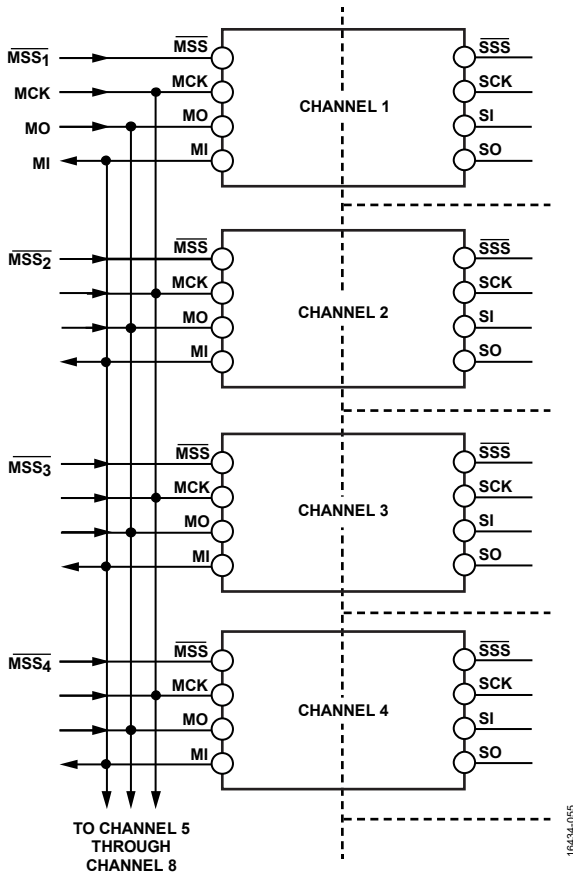 MSS1
MCK
MO
MI
MSS
MCK
MO
MI
CHANNEL 1
SSS
SCK
SI
SO
MSS2
MSS
MCK
MO
MI
CHANNEL 2
SSS
SCK
SI
SO
MSS3
MSS
MCK
MO
MI
CHANNEL 3
SSS
SCK
SI
SO
MSS4
MSS
MCK
MO
MI
CHANNEL 4
SSS
SCK
SI
SO
TO CHANNEL 5
THROUGH
CHANNEL 8
16434-055